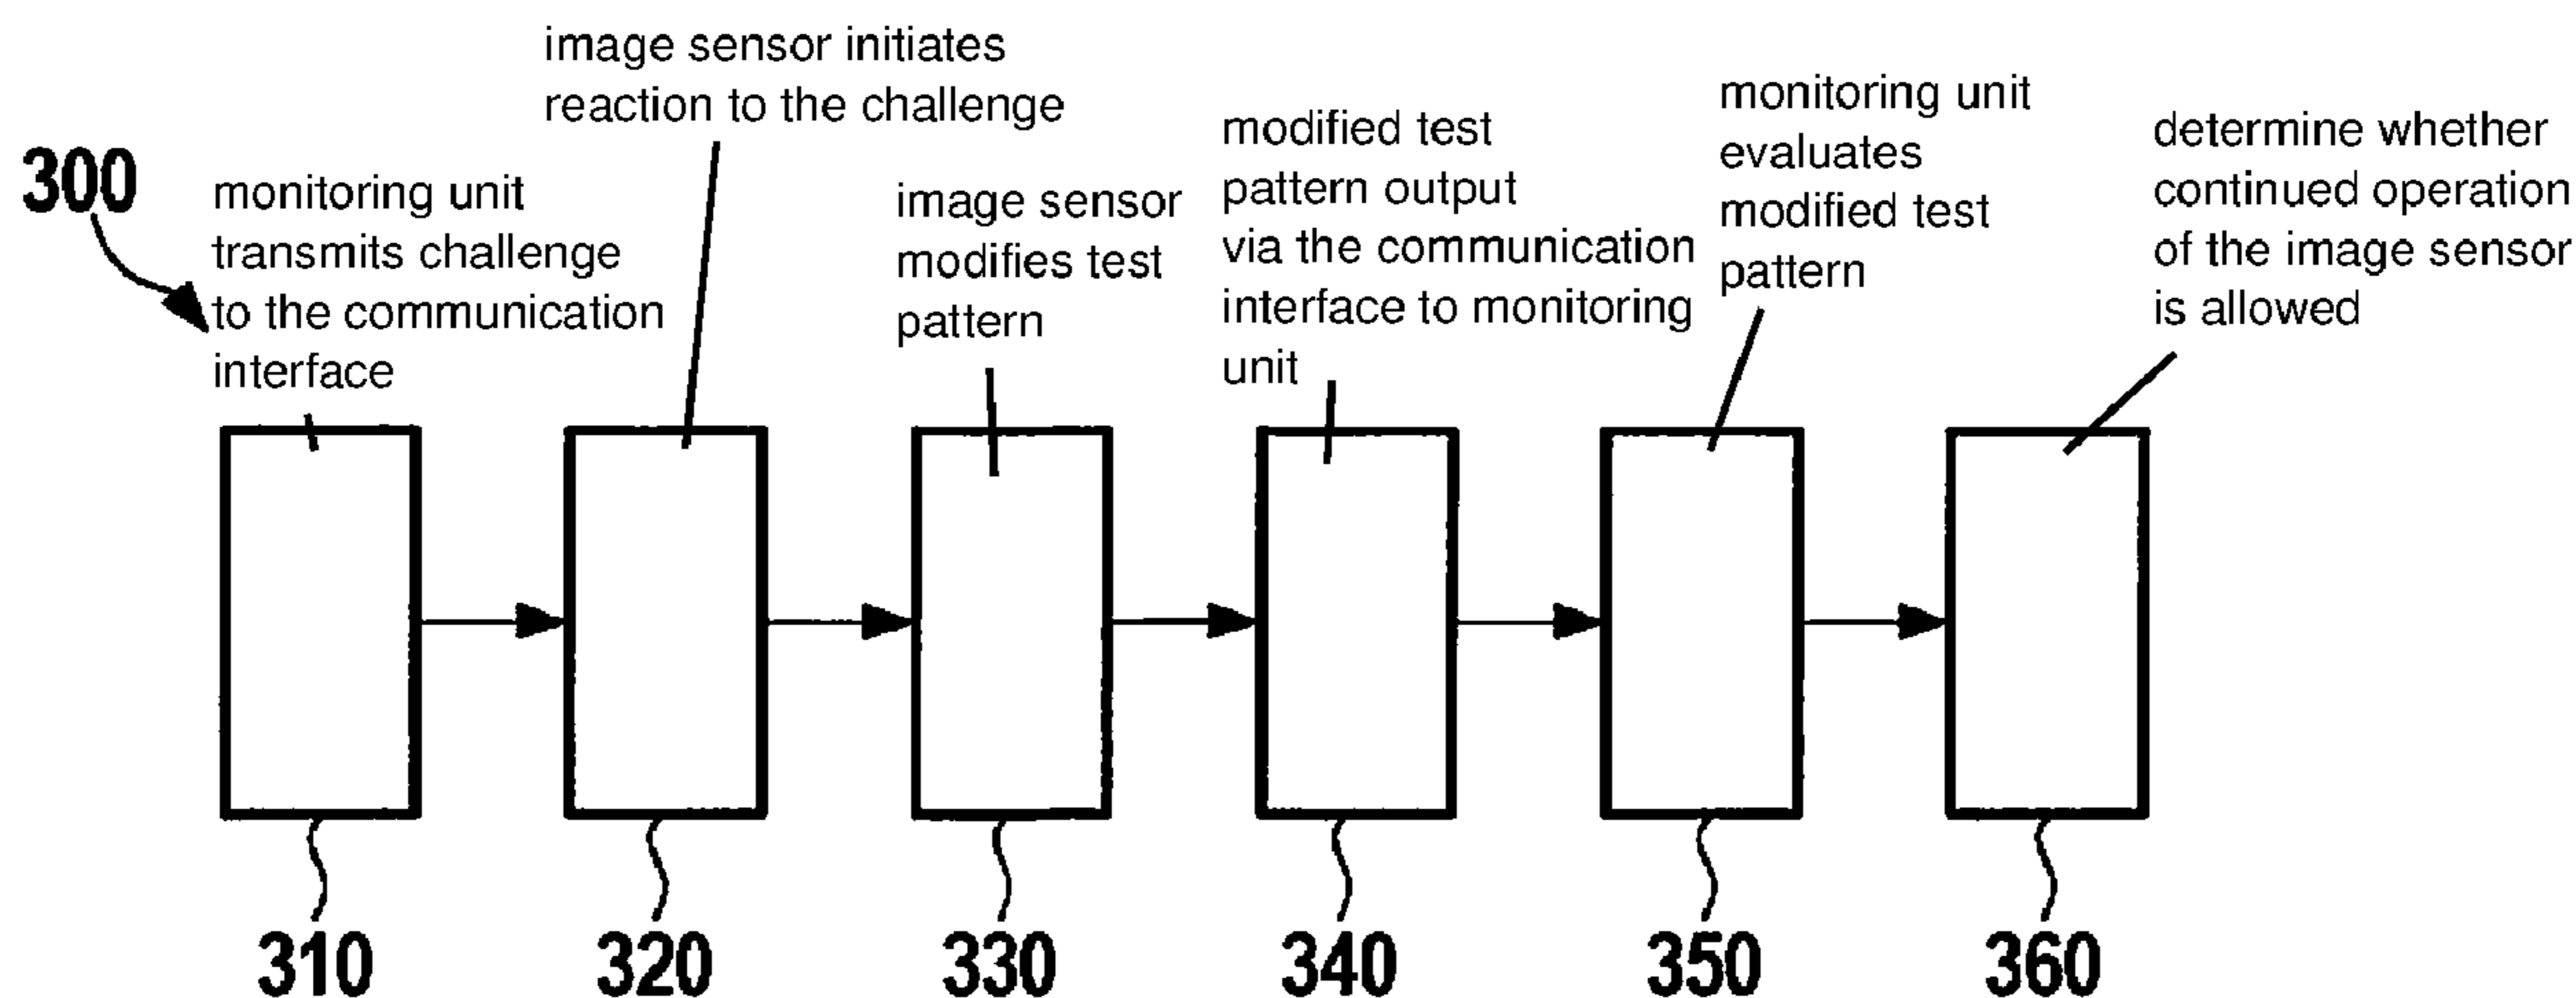 300
monitoring unit
transmits challenge
to the communication
interface
image sensor initiates
reaction to the challenge
image sensor
modifies test
pattern
modified test
pattern output
via the communication
interface to monitoring
unit
monitoring unit
evaluates
modified test
pattern
determine whether
continued operation
of the image sensor
is allowed
310
320
330
340
350
360